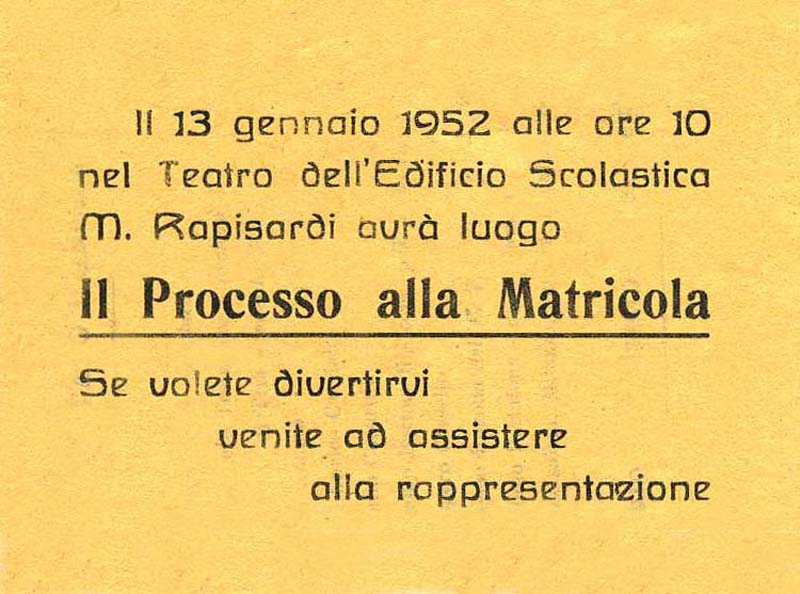 Il 13 gennaio 1952 alle ore 10
nel Teatro dell'Edificio Scolastica
M. Rapisardi avrà luogo
Il Processo alla Matricola
Se volete divertirvi
venite ad assistere
alla rappresentazione